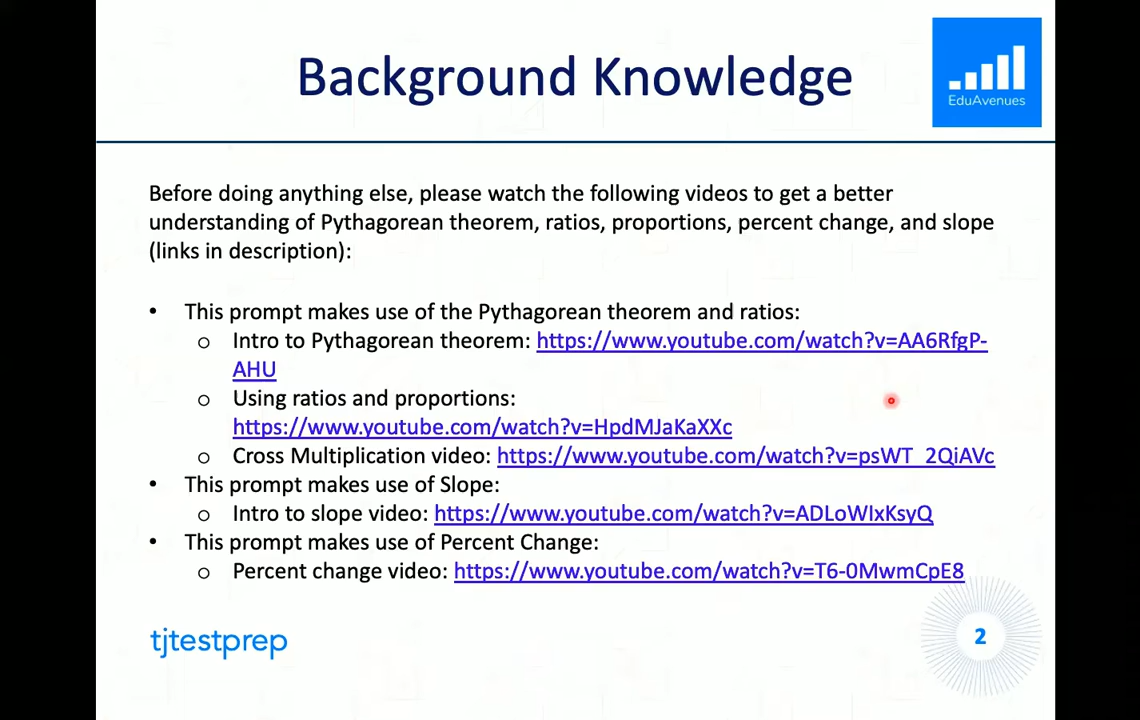 Background Knowledge
EduAvenues
Before doing anything else, please watch the following videos to get a better
understanding of Pythagorean theorem, ratios, proportions, percent change, and slope
(links in description):
• This prompt makes use of the Pythagorean theorem and ratios:
o Intro to Pythagorean theorem: https://www.youtube.com/watch?v=AA6RfgP-
AHU
o Using ratios and proportions:
https://www.youtube.com/watch?v=HpdMJaKaXXc
o Cross Multiplication video: https://www.youtube.com/watch?v=psWT_2QiAVc
• This prompt makes use of Slope:
o Intro to slope video: https://www.youtube.com/watch?v=ADLoWIxKsyQ
• This prompt makes use of Percent Change:
o Percent change video: https://www.youtube.com/watch?v=T6-0MwmCpE8
tjtestprep
2